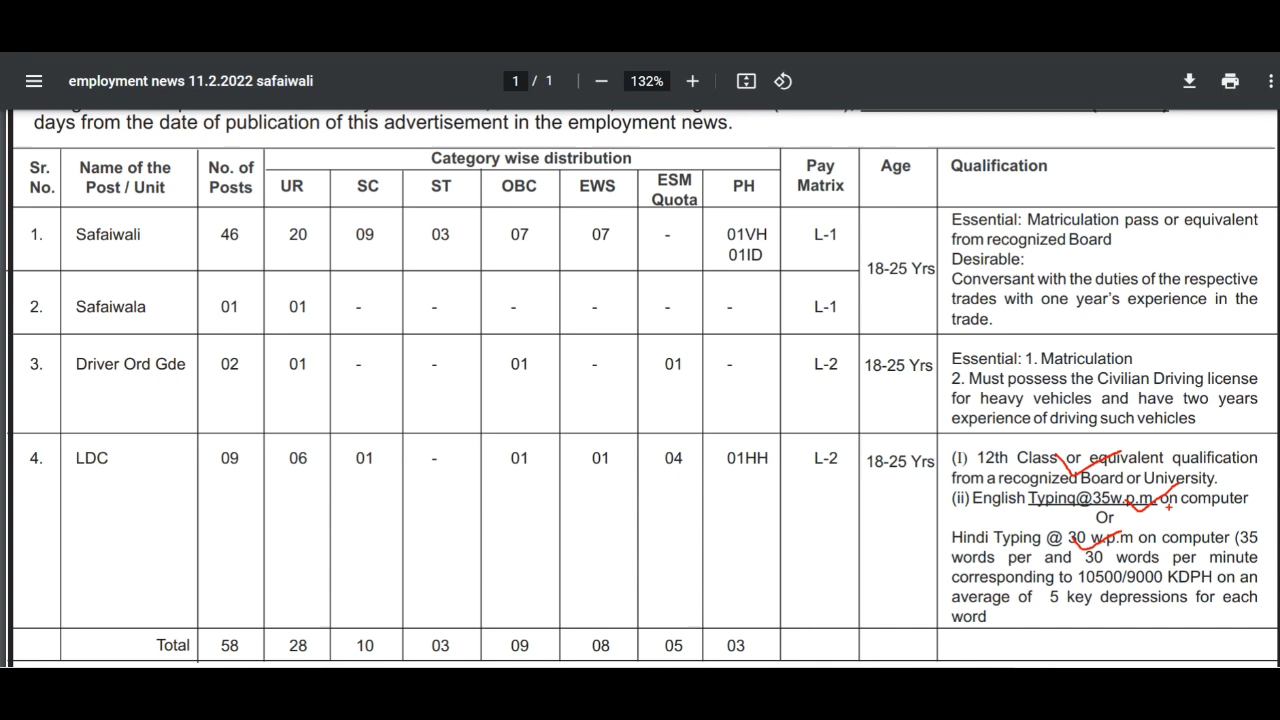 employment news 11.2.2022 safaiwali
1 / 1
132%
days from the date of publication of this advertisement in the employment news.
Sr. No. Name of the Post / Unit No. of Posts Category wise distribution Pay Matrix Age Qualification
UR SC ST OBC EWS ESM Quota PH
1. Safaiwali 46 20 09 03 07 07 - 01VH 01ID L-1 18-25 Yrs
Essential: Matriculation pass or equivalent
from recognized Board
Desirable:
Conversant with the duties of the respective
trades with one year's experience in the
trade.
2. Safaiwala 01 01 - - - - - - L-1
3. Driver Ord Gde 02 01 - - 01 - 01 - L-2 18-25 Yrs
Essential: 1. Matriculation
2. Must possess the Civilian Driving license
for heavy vehicles and have two years
experience of driving such vehicles
4. LDC 09 06 01 - 01 01 04 01HH L-2 18-25 Yrs
(I) 12th Class or equivalent qualification
from a recognized Board or University.
(ii) English Typing@35w.p.m. on computer
Or
Hindi Typing @ 30 w.p.m on computer (35
words per and 30 words per minute
corresponding to 10500/9000 KDPH on an
average of 5 key depressions for each
word
Total 58 28 10 03 09 08 05 03